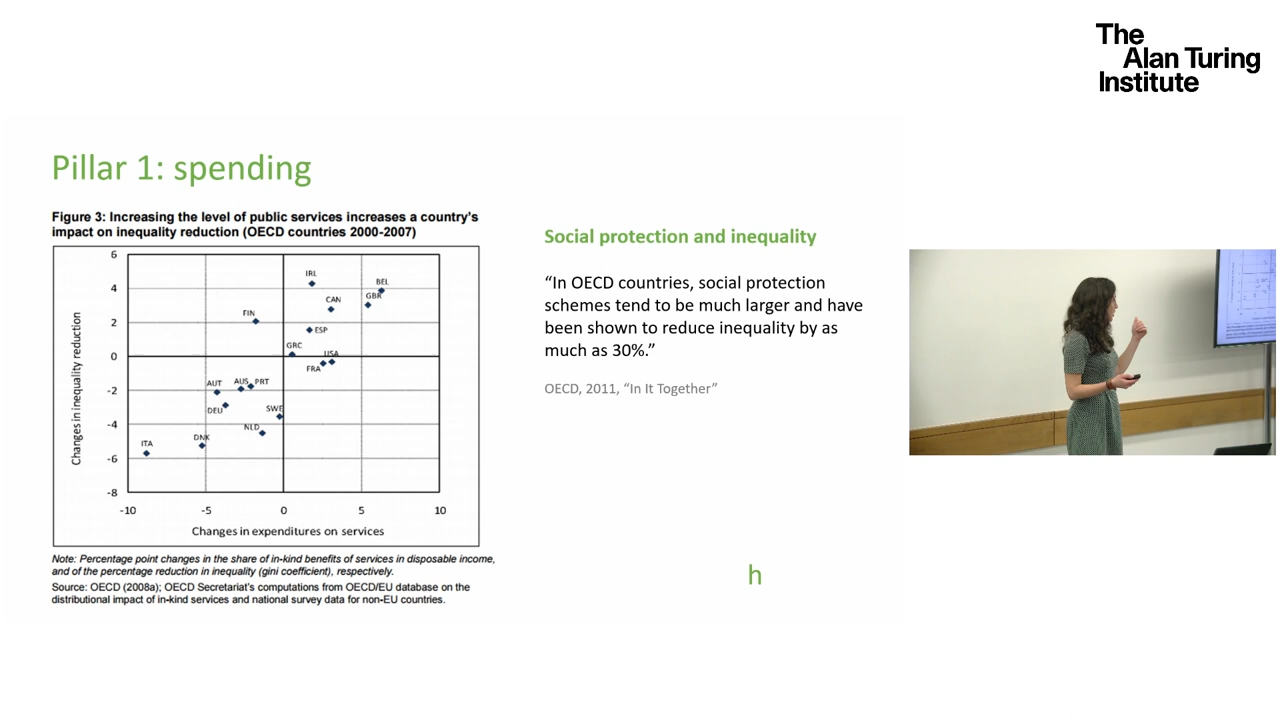 The
Alan Turing
Institute
Pillar 1: spending
Figure 3: Increasing the level of public services increases a country's
impact on inequality reduction (OECD countries 2000-2007)
Changes in inequality reduction
6
4
2
0
-2
-4
-6
-8
IRL
BEL
GBR
CAN
FIN
ESP
GRC
USA
FRA
AUT
AUS
PRT
DEU
SWE
NLD
DNK
ITA
-10
-5
0
5
10
Changes in expenditures on services
Note: Percentage point changes in the share of in-kind benefits of services in disposable income,
and of the percentage reduction in inequality (gini coefficient), respectively.
Source: OECD (2008a); OECD Secretariat's computations from OECD/EU database on the
distributional impact of in-kind services and national survey data for non-EU countries.
Social protection and inequality
“In OECD countries, social protection
schemes tend to be much larger and have
been shown to reduce inequality by as
much as 30%.”
OECD, 2011, “In It Together”
h